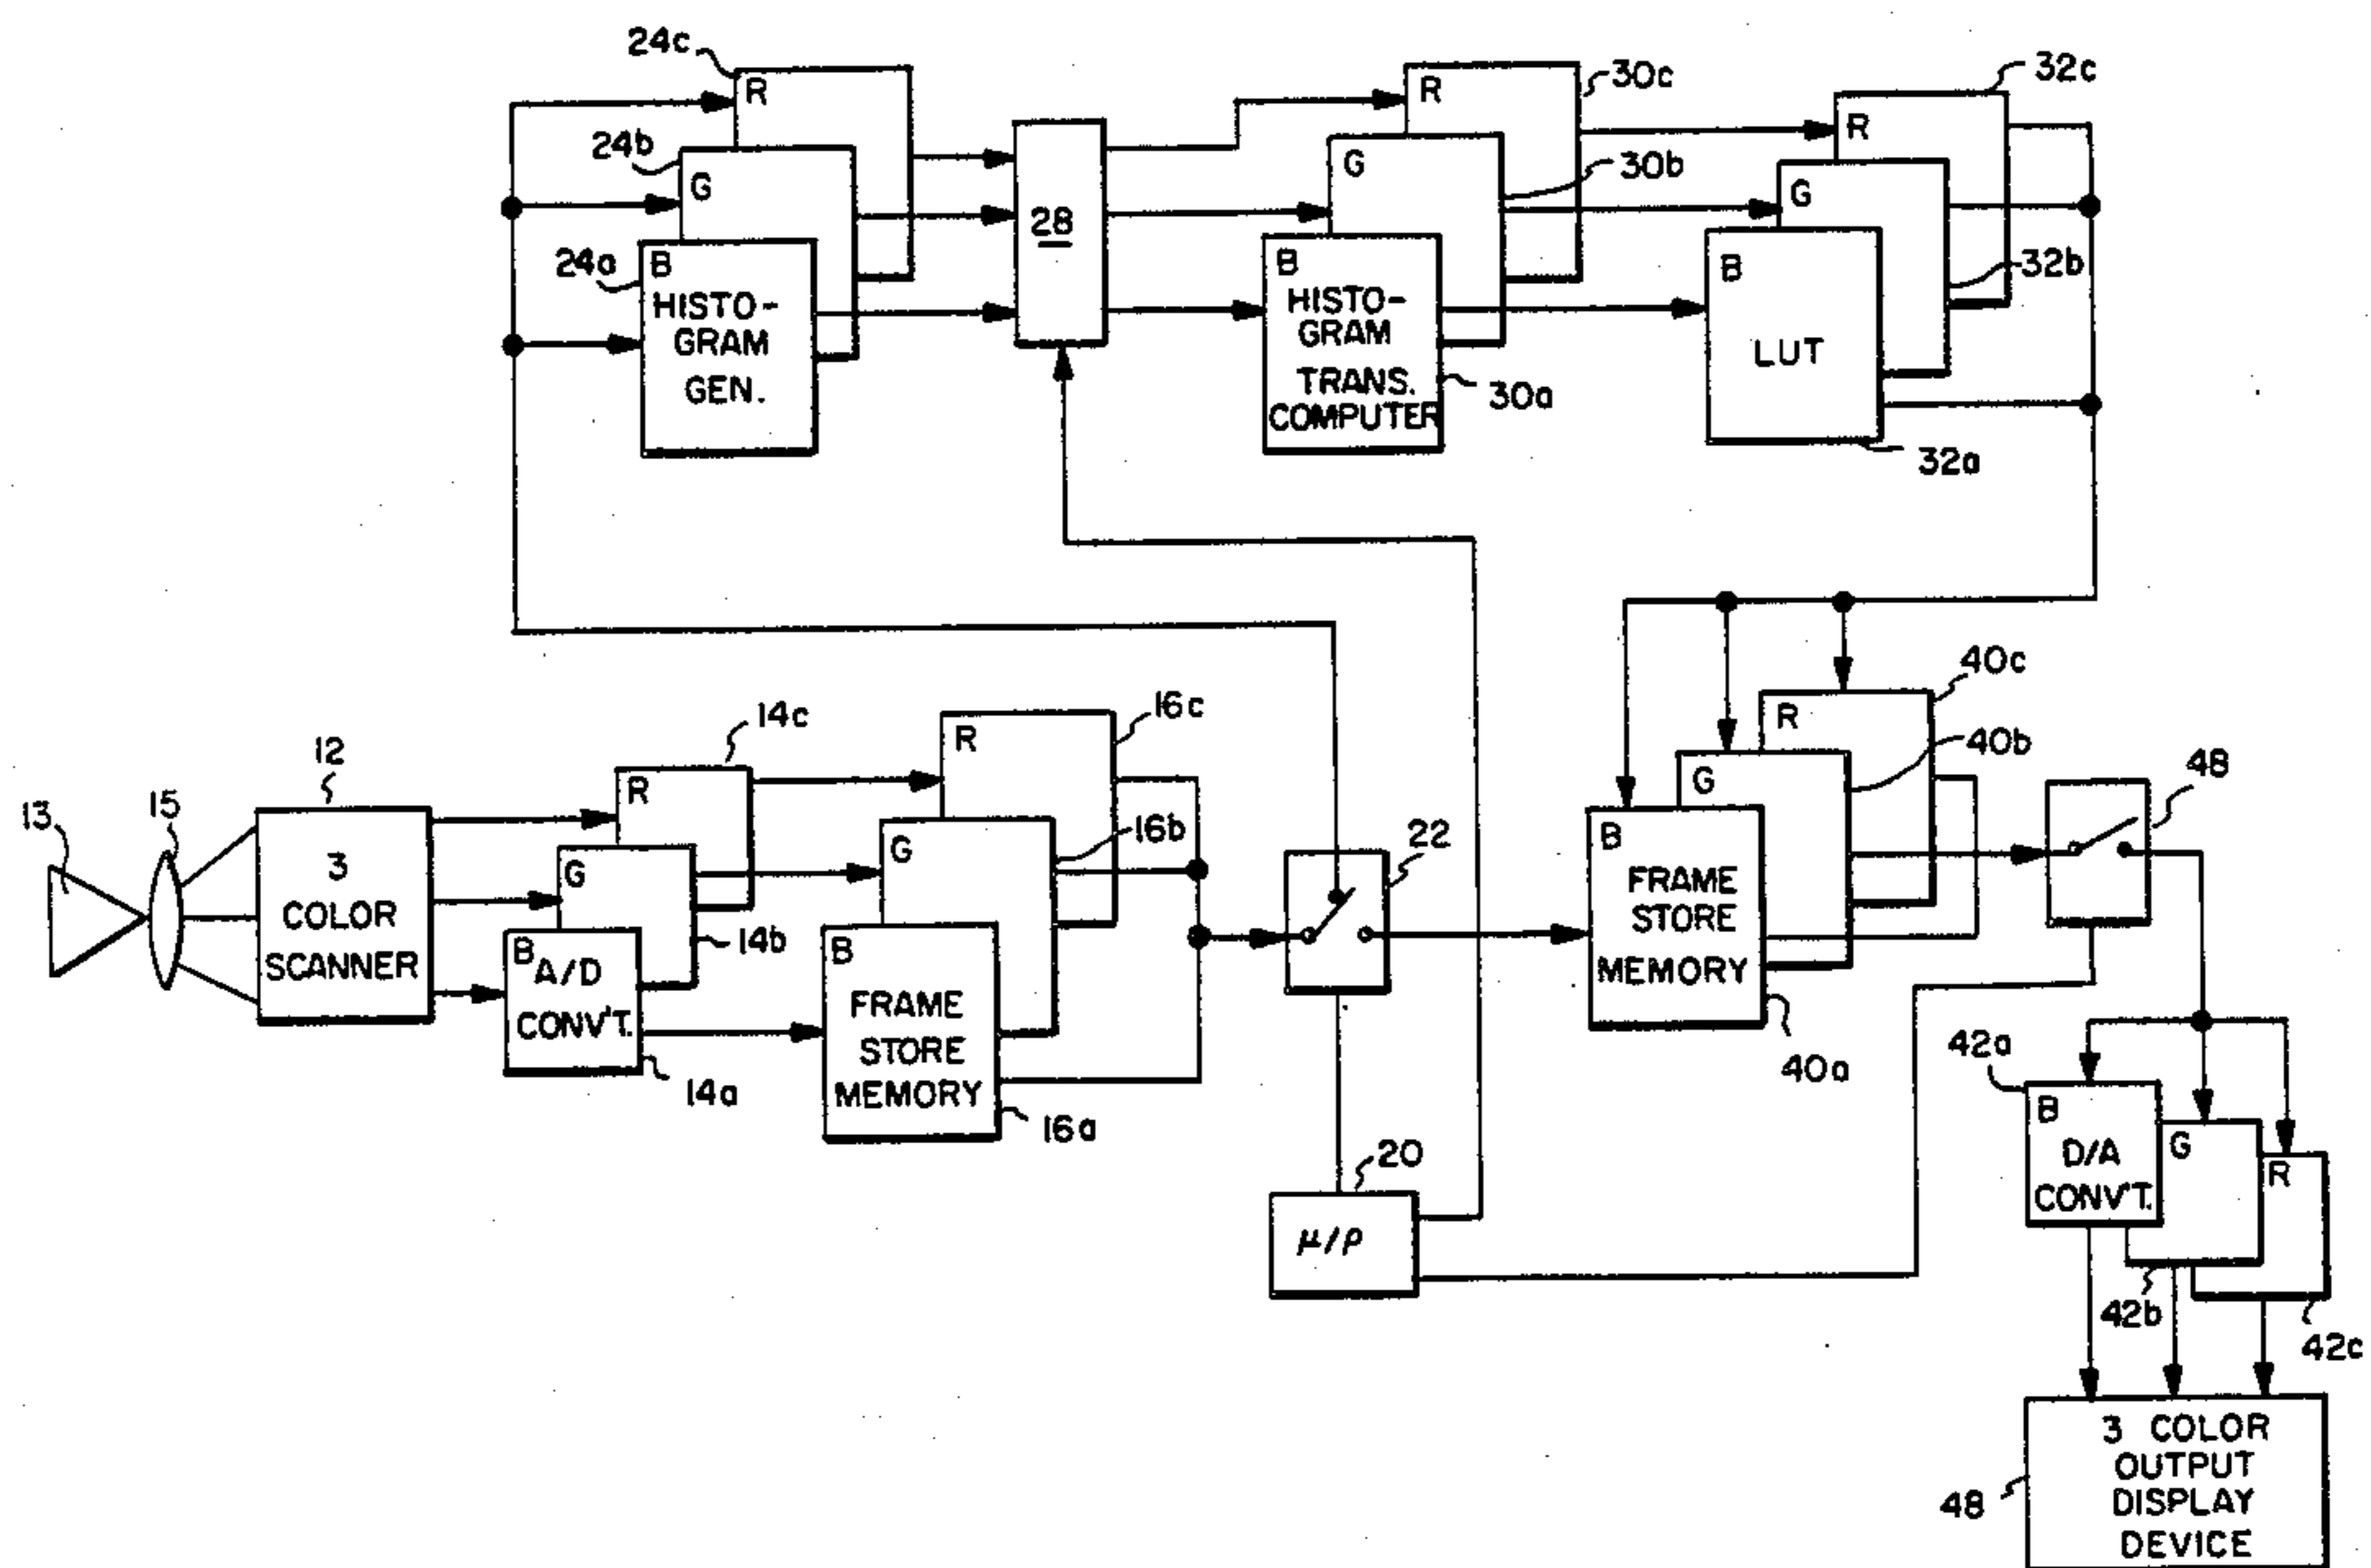 24c
R
24b
G
24a
B
HISTO-
GRAM
GEN.
28
R
30c
G
30b
B
HISTO-
GRAM
TRANS.
COMPUTER
30a
32c
R
G
32b
B
LUT
32a
13
15
12
3
COLOR
SCANNER
14c
R
G
14b
B
A/D
CONV'T.
14a
16c
R
16b
G
B
FRAME
STORE
MEMORY
16a
22
20
μ/P
40c
R
40b
G
B
FRAME
STORE
MEMORY
40a
48
42a
B
D/A
CONV'T.
G
R
42b
42c
48
3 COLOR
OUTPUT
DISPLAY
DEVICE